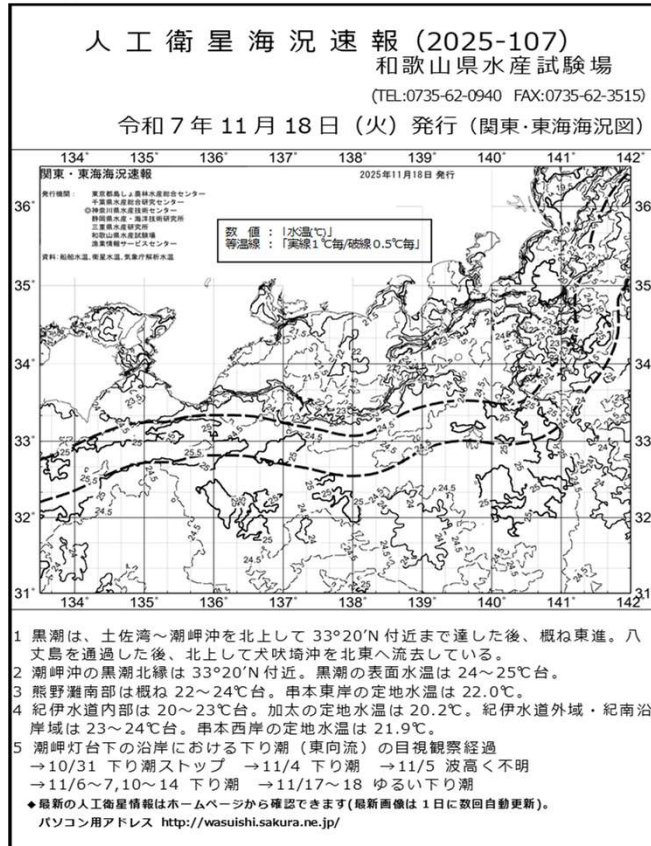 人工衛星海況速報(2025-107)
和歌山県水産試験場
(TEL:0735-62-0940 FAX:0735-62-3515)
令和7年11月18日(火)発行(関東・東海海況図)
134° 135° 136° 137° 138° 139° 140° 141° 142°
関東・東海海況速報
2025年11月18日 発行
発行機関: 東京都島しょ農林水産総合センター
千葉県水産総合研究センター
◎神奈川県水産技術センター
静岡県水産・海洋技術研究所
三重県水産研究所
和歌山県水産試験場
漁業情報サービスセンター
資料: 船舶水温, 衛星水温, 気象庁解析水温
数 値 : 「水温(℃)」
等温線 : 「実線1℃毎/破線0.5℃毎」
36°
36°
35°
35°
34°
34°
33°
33°
32°
32°
31°
31°
134° 135° 136° 137° 138° 139° 140° 141° 142°
1 黒潮は、土佐湾~潮岬沖を北上して 33°20′N 付近まで達した後、概ね東進。八
丈島を通過した後、北上して犬吠埼沖を北東へ流去している。
2 潮岬沖の黒潮北縁は 33°20′N 付近。黒潮の表面水温は 24~25℃台。
3 熊野灘南部は概ね 22~24℃台。串本東岸の定地水温は 22.0℃。
4 紀伊水道内部は 20~23℃台。加太の定地水温は 20.2℃。紀伊水道外域・紀南沿
岸域は 23~24℃台。串本西岸の定地水温は 21.9℃。
5 潮岬灯台下の沿岸における下り潮(東向流)の目視観察経過
→10/31 下り潮ストップ →11/4 下り潮 →11/5 波高く不明
→11/6~7,10~14 下り潮 →11/17~18 ゆるい下り潮
◆最新の人工衛星情報はホームページから確認できます(最新画像は1日に数回自動更新)。
パソコン用アドレス http://wasuishi.sakura.ne.jp/